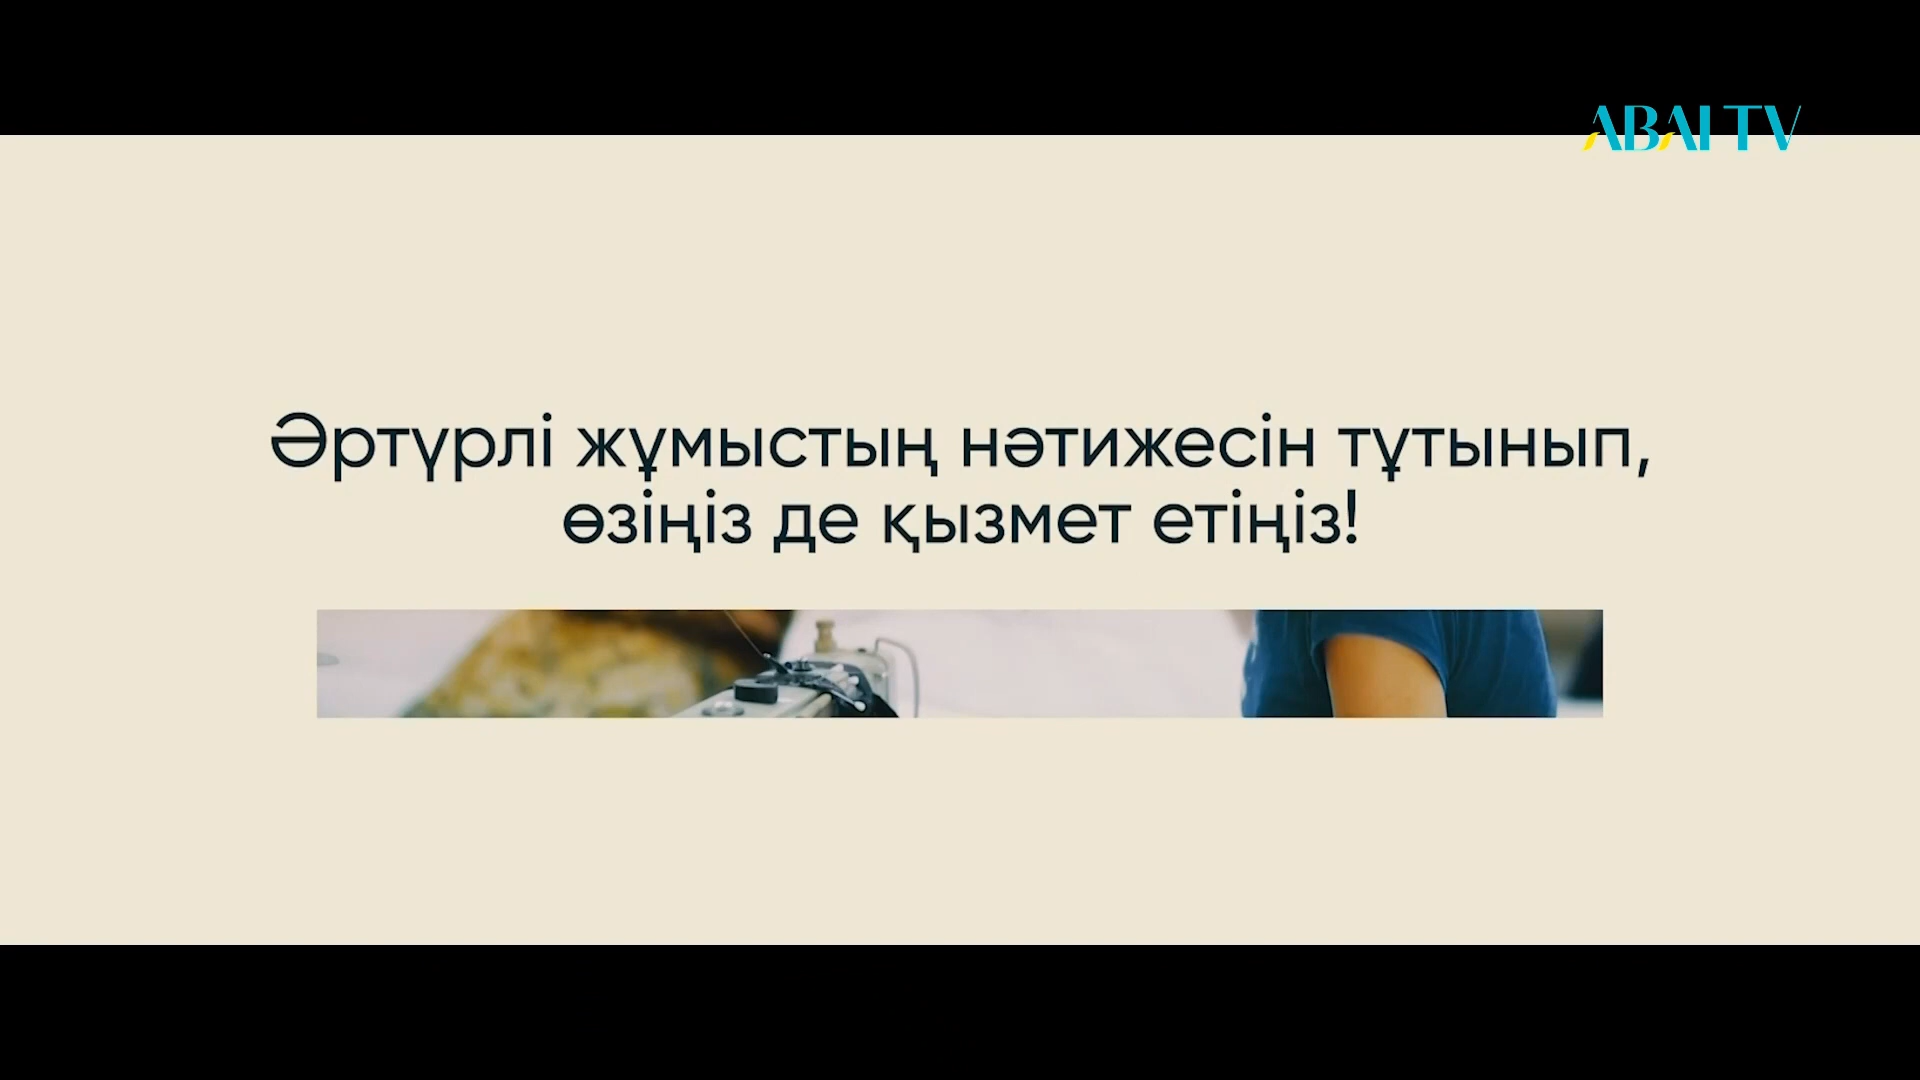 ABAI TV
Әртүрлі жұмыстың нәтижесін тұтынып,
өзіңіз де қызмет етіңіз!